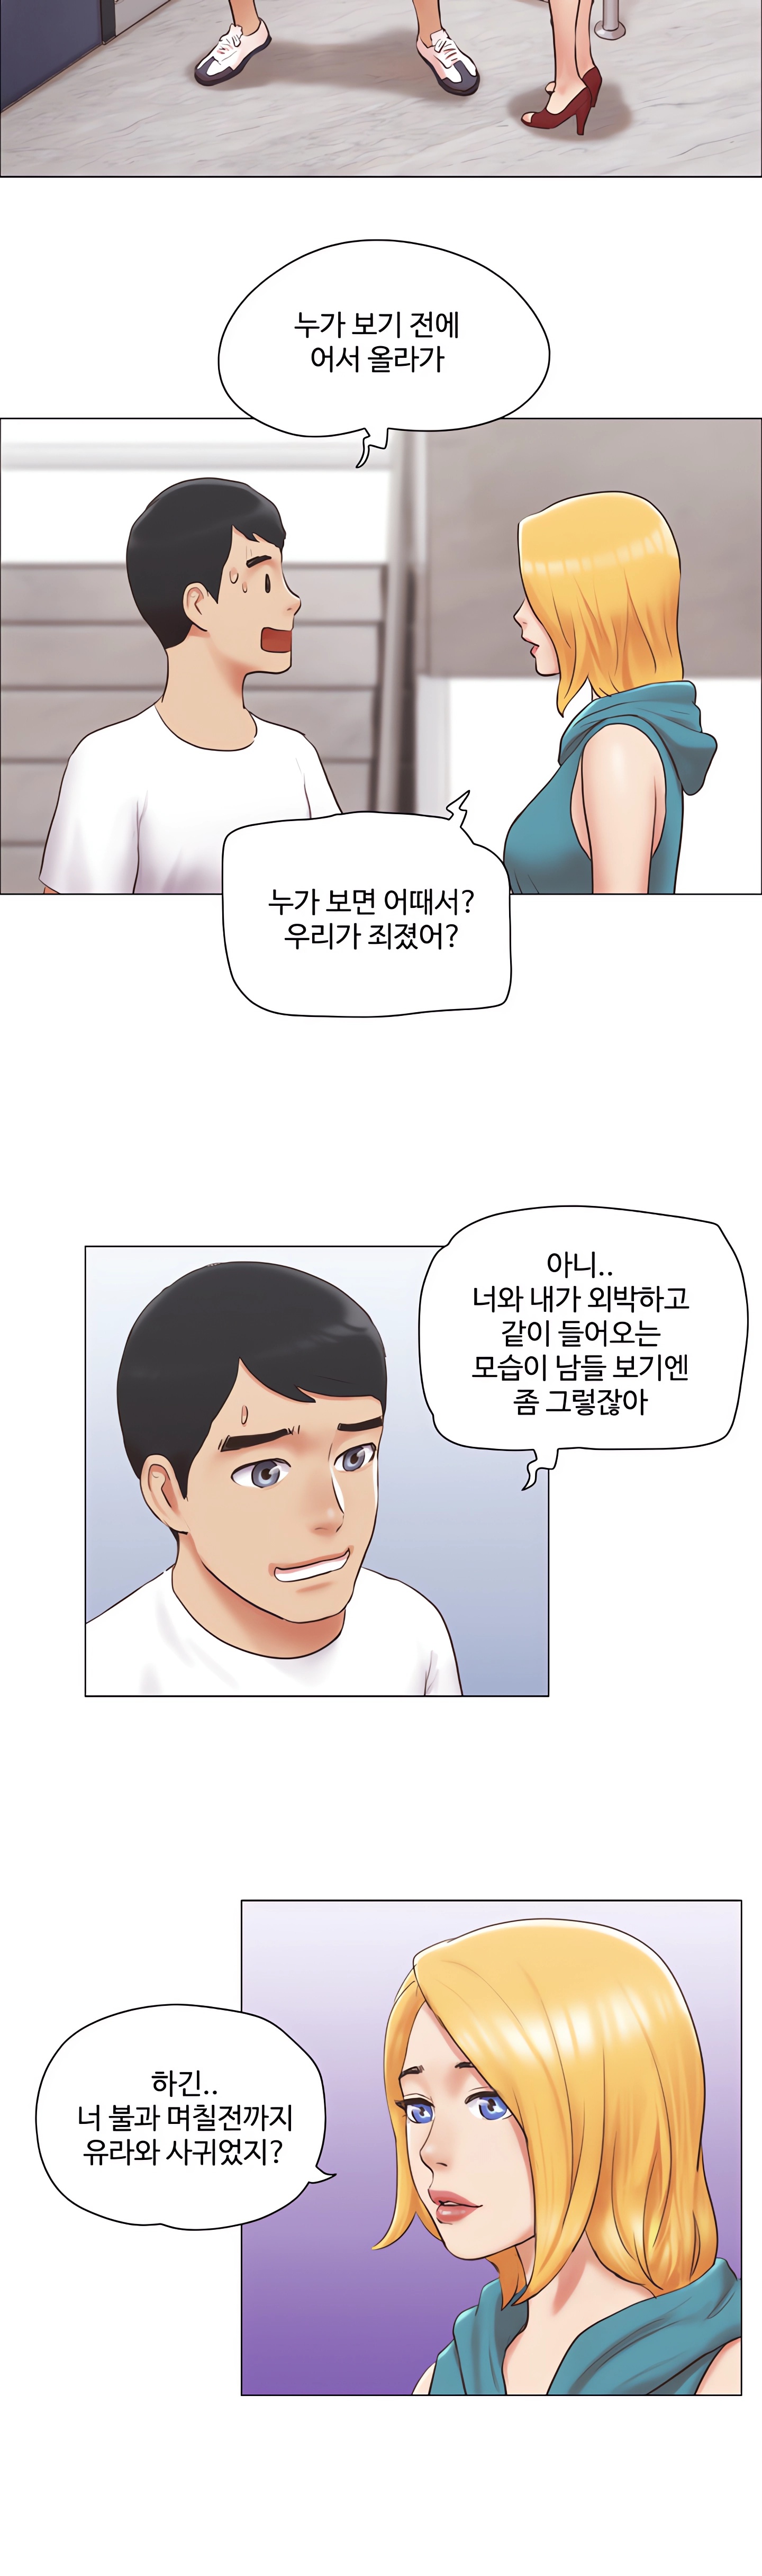 누가 보기 전에
어서 올라가
누가 보면 어때서?
우리가 죄졌어?
아니..
너와 내가 외박하고
같이 들어오는
모습이 남들 보기엔
좀 그렇잖아
하긴..
너 불과 며칠전까지
유라와 사귀었지?